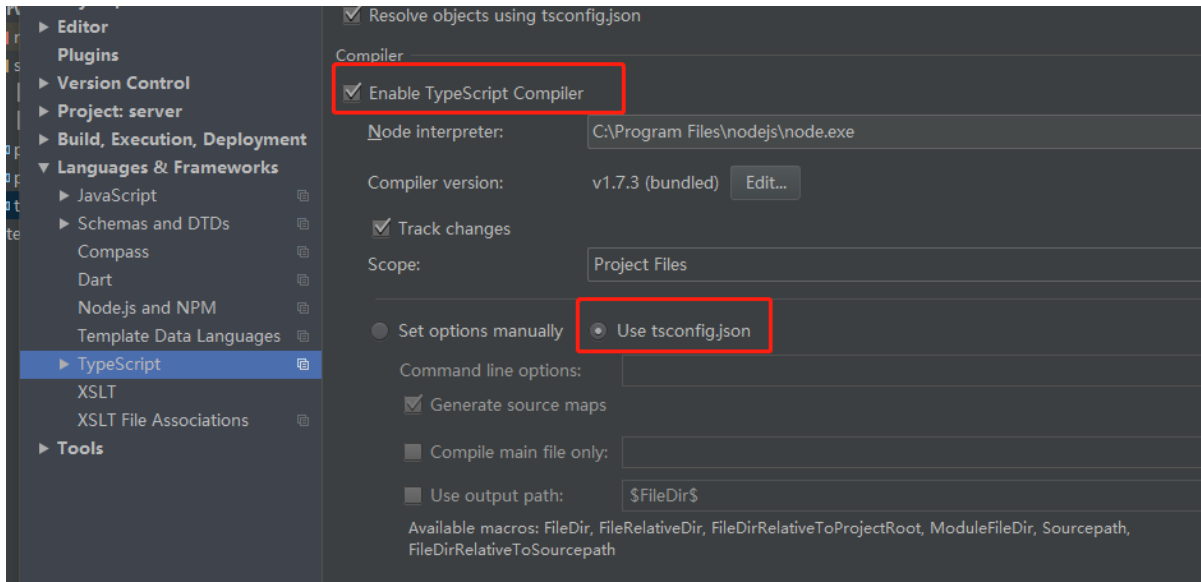 Editor
Plugins
Version Control
Project: server
Build, Execution, Deployment
Languages & Frameworks
JavaScript
Schemas and DTDs
Compass
Dart
Node.js and NPM
Template Data Languages
TypeScript
XSLT
XSLT File Associations
Tools
Resolve objects using tsconfig.json
Compiler
Enable TypeScript Compiler
Node interpreter: C:\Program Files\nodejs\node.exe
Compiler version: v1.7.3 (bundled) Edit...
Track changes
Scope: Project Files
Set options manually Use tsconfig.json
Command line options:
Generate source maps
Compile main file only:
Use output path: $FileDir$
Available macros: FileDir, FileRelativeDir, FileDirRelativeToProjectRoot, ModuleFileDir, Sourcepath,
FileDirRelativeToSourcepath